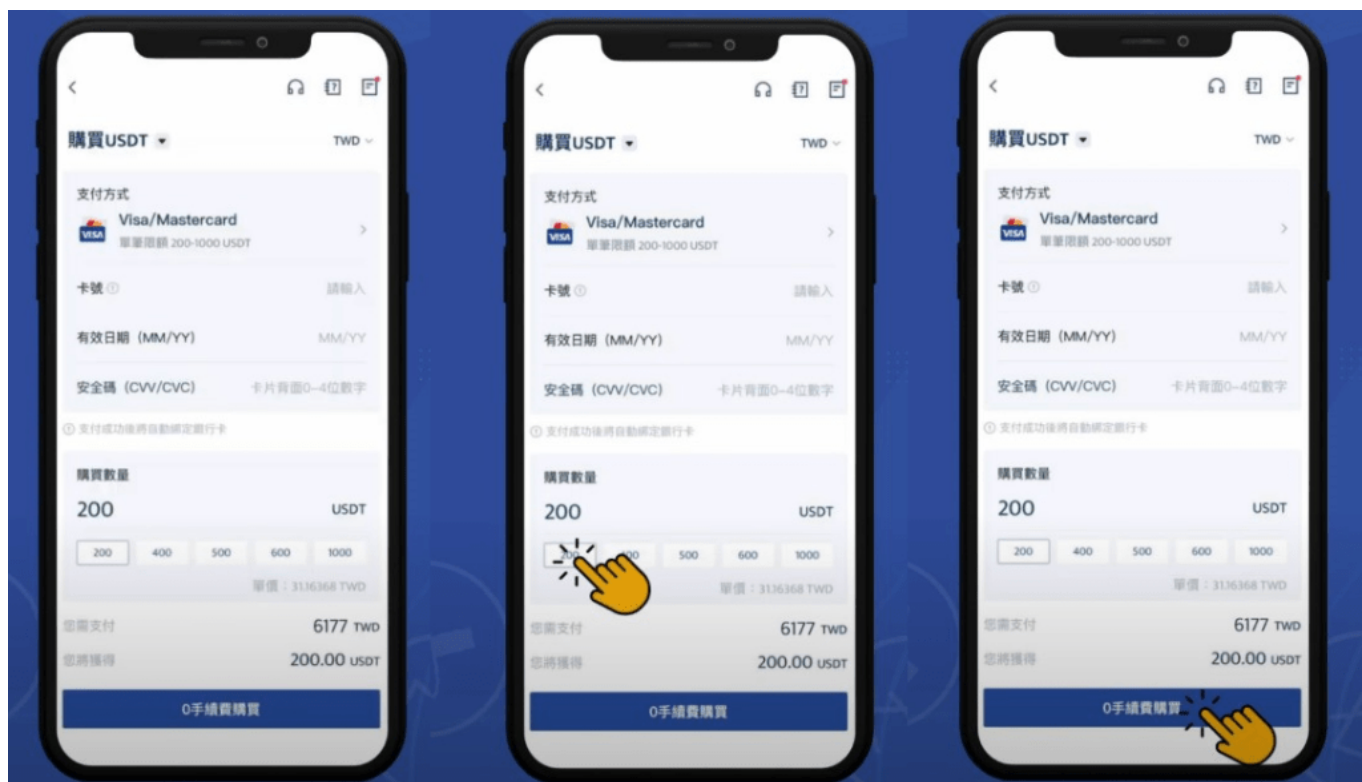 購買USDT
TWD
支付方式
Visa/Mastercard
VISA
單筆限額 200-1000 USDT
卡號
請輸入
有效日期 (MM/YY)
MM/YY
安全碼 (CVV/CVC)
卡片背面0-4位數字
支付成功後將自動綁定銀行卡
購買數量
200
USDT
200 400 500 600 1000
單價：31.16368 TWD
您需支付
6177 TWD
您將獲得
200.00 USDT
0手續費購買
購買USDT
TWD
支付方式
Visa/Mastercard
VISA
單筆限額 200-1000 USDT
卡號
請輸入
有效日期 (MM/YY)
MM/YY
安全碼 (CVV/CVC)
卡片背面0-4位數字
支付成功後將自動綁定銀行卡
購買數量
200
USDT
500 600 1000
單價：31.16368 TWD
您需支付
6177 TWD
您將獲得
200.00 USDT
0手續費購買
購買USDT
TWD
支付方式
Visa/Mastercard
VISA
單筆限額 200-1000 USDT
卡號
請輸入
有效日期 (MM/YY)
MM/YY
安全碼 (CVV/CVC)
卡片背面0-4位數字
支付成功後將自動綁定銀行卡
購買數量
200
USDT
200 400 500 600 1000
單價：31.16368 TWD
您需支付
6177 TWD
您將獲得
200.00 USDT
0手續費購買